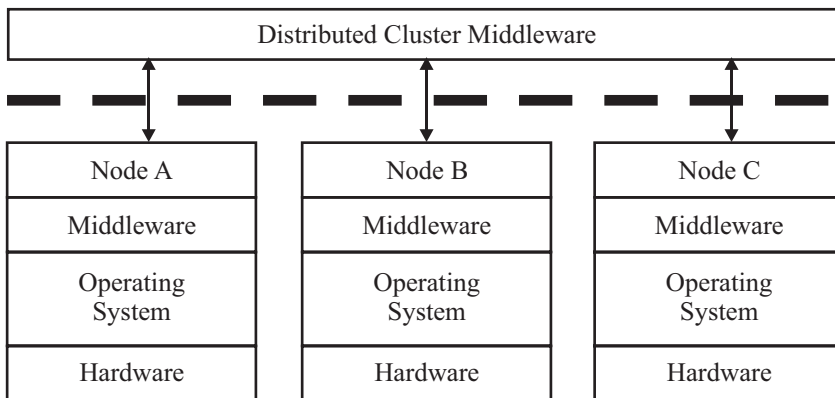 Distributed Cluster Middleware
Node A
Node B
Node C
Middleware
Middleware
Middleware
Operating
System
Operating
System
Operating
System
Hardware
Hardware
Hardware